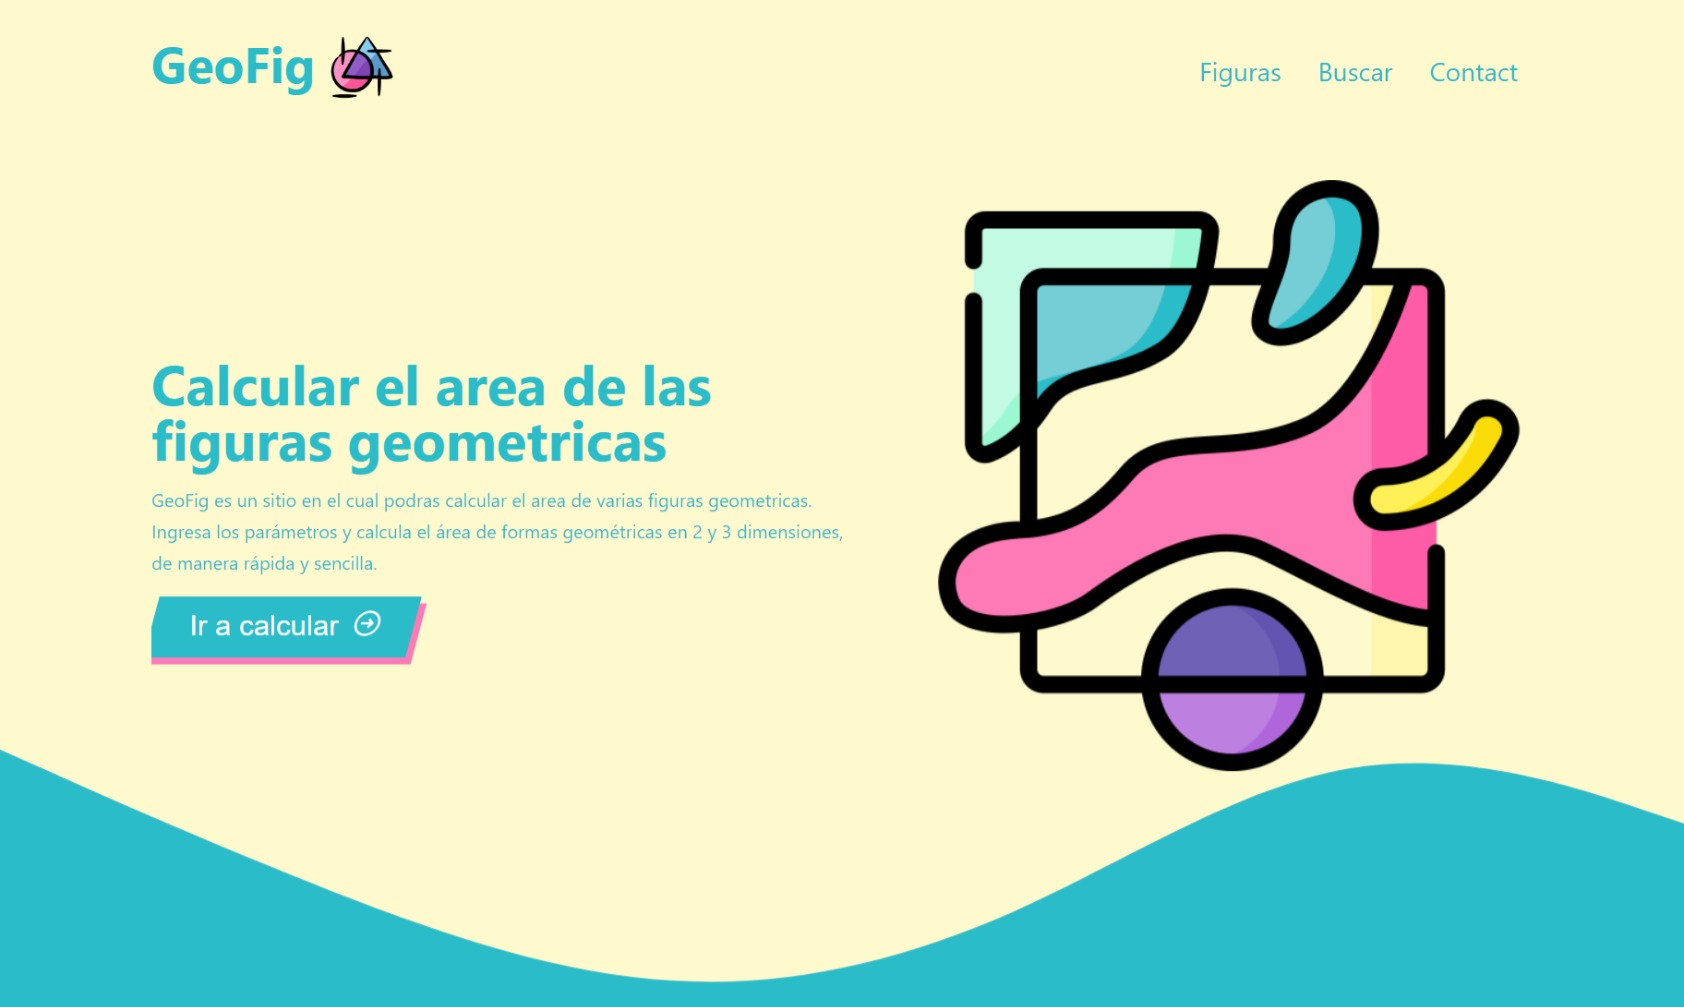 GeoFig
Figuras Buscar Contact
Calcular el area de las
figuras geometricas
GeoFig es un sitio en el cual podras calcular el area de varias figuras geometricas.
Ingresa los parámetros y calcula el área de formas geométricas en 2 y 3 dimensiones,
de manera rápida y sencilla.
Ir a calcular